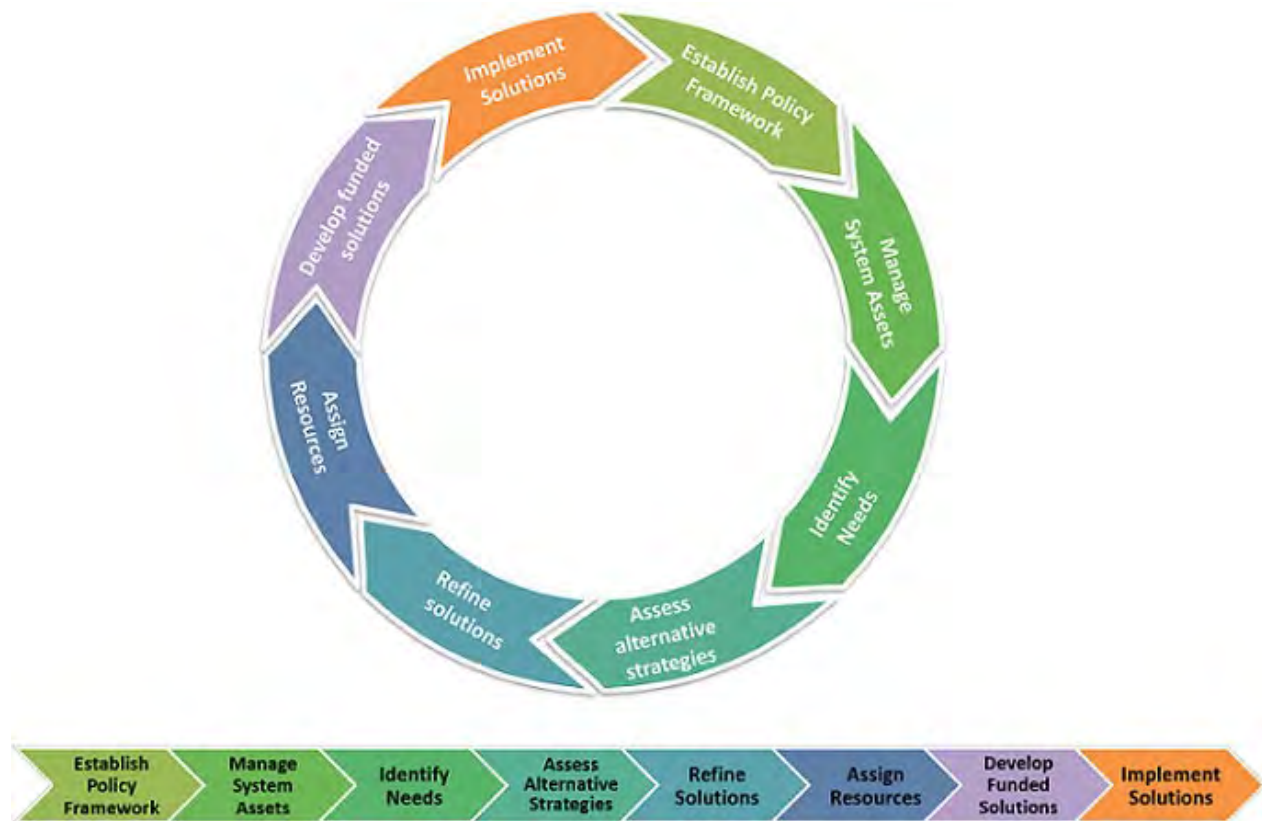 Implement
Solutions
Establish Policy
Framework
Manage
System Assets
Identify
Needs
Assess
alternative
strategies
Refine
solutions
Assign
Resources
Develop funded
solutions
Establish
Policy
Framework
Manage
System
Assets
Identify
Needs
Assess
Alternative
Strategies
Refine
Solutions
Assign
Resources
Develop
Funded
Solutions
Implement
Solutions